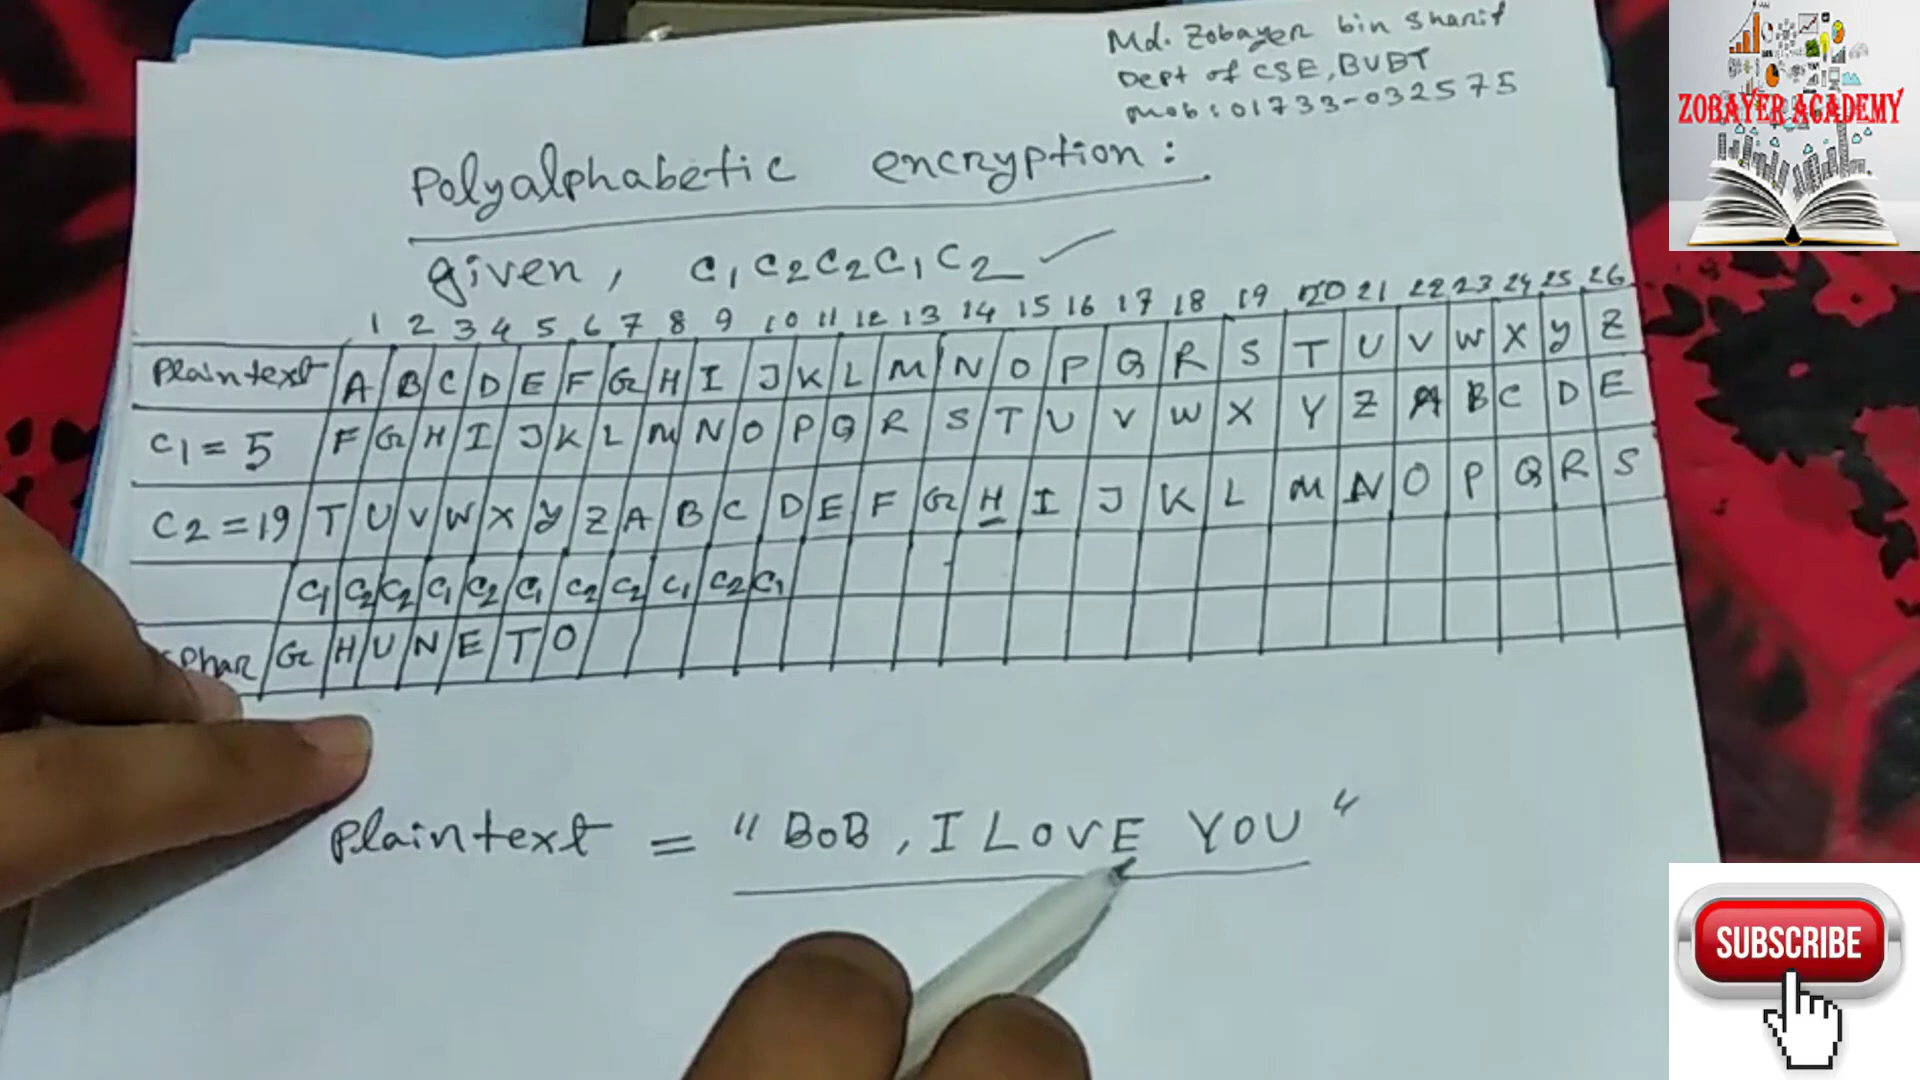 Md. Zobayer bin Sharif
Dept of CSE, BUBT
Mob: 01733-032575
ZOBAYER ACADEMY
Polyalphabetic encryption:
given, C1C2C2C1C2
1 2 3 4 5 6 7 8 9 10 11 12 13 14 15 16 17 18 19 20 21 22 23 24 25 26
Plaintext A B C D E F G H I J K L M N O P Q R S T U V W X Y Z
C1=5 F G H I J K L M N O P Q R S T U V W X Y Z A B C D E
C2=19 T U V W X Y Z A B C D E F G H I J K L M N O P Q R S
C1 C2 C2 C1 C2 C1 C2 C2 C1 C2 C1
G H U N E T O
Plaintext = "BOB, I LOVE YOU"
SUBSCRIBE